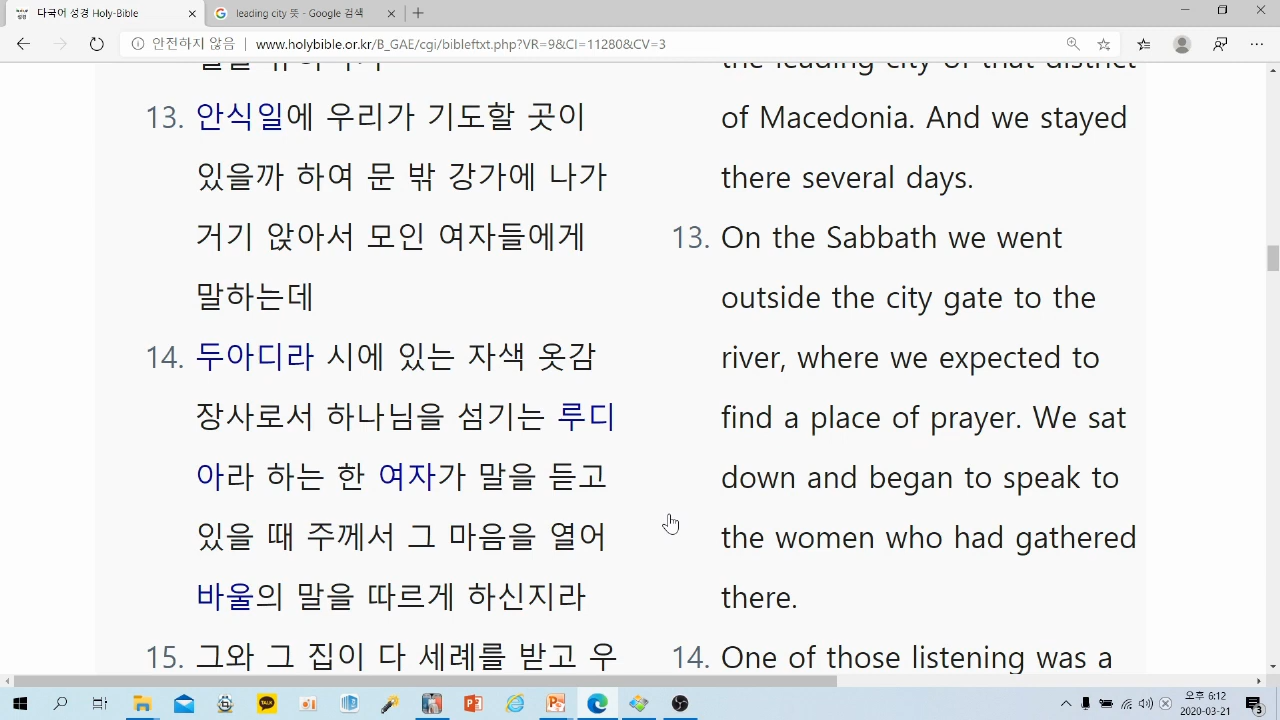 다국어 성경 Holy-Bible
leading city 뜻 - Google 검색
안전하지 않음
www.holybible.or.kr/B_GAE/cgi/bibleftxt.php?VR=9&CI=11280&CV=3
13. 안식일에 우리가 기도할 곳이
있을까 하여 문 밖 강가에 나가
거기 앉아서 모인 여자들에게
말하는데
14. 두아디라 시에 있는 자색 옷감
장사로서 하나님을 섬기는 루디
아라 하는 한 여자가 말을 듣고
있을 때 주께서 그 마음을 열어
바울의 말을 따르게 하신지라
15. 그와 그 집이 다 세례를 받고 우
the leading city of that district
of Macedonia. And we stayed
there several days.
13. On the Sabbath we went
outside the city gate to the
river, where we expected to
find a place of prayer. We sat
down and began to speak to
the women who had gathered
there.
14. One of those listening was a
오후 6:12
2020-03-21